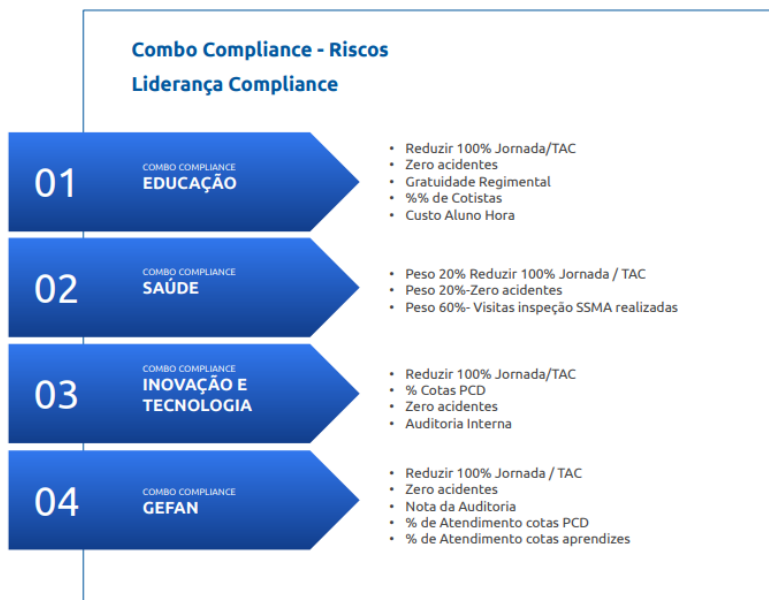 Combo Compliance - Riscos
Liderança Compliance
01
COMBO COMPLIANCE
EDUCAÇÃO
• Reduzir 100% Jornada/TAC
• Zero acidentes
• Gratuidade Regimental
• %% de Cotistas
• Custo Aluno Hora
02
COMBO COMPLIANCE
SAÚDE
• Peso 20% Reduzir 100% Jornada / TAC
• Peso 20%-Zero acidentes
• Peso 60%- Visitas inspeção SSMA realizadas
03
COMBO COMPLIANCE
INOVAÇÃO E
TECNOLOGIA
• Reduzir 100% Jornada/TAC
• % Cotas PCD
• Zero acidentes
• Auditoria Interna
04
COMBO COMPLIANCE
GEFAN
• Reduzir 100% Jornada / TAC
• Zero acidentes
• Nota da Auditoria
• % de Atendimento cotas PCD
• % de Atendimento cotas aprendizes